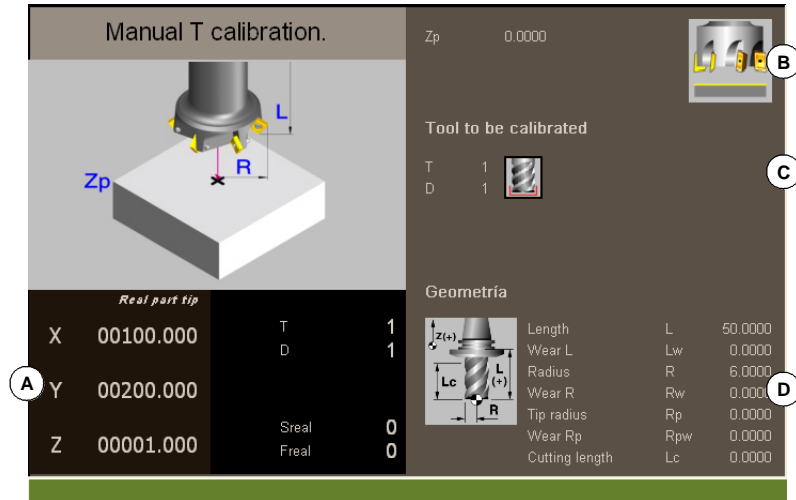 Manual T calibration.
L
R
Zp
Real part tip
X 00100.000
Y 00200.000
Z 00001.000
A
T 1
D 1
Sreal 0
Freal 0
Zp 0.0000
B
Tool to be calibrated
T 1
D 1
C
Geometría
Z(+)
Lc
L
(+)
R
Length L 50.0000
Wear L Lw 0.0000
Radius R 6.0000
Wear R Rw 0.0000
Tip radius Rp 0.0000
Wear Rp Rpw 0.0000
Cutting length Lc 0.0000
D